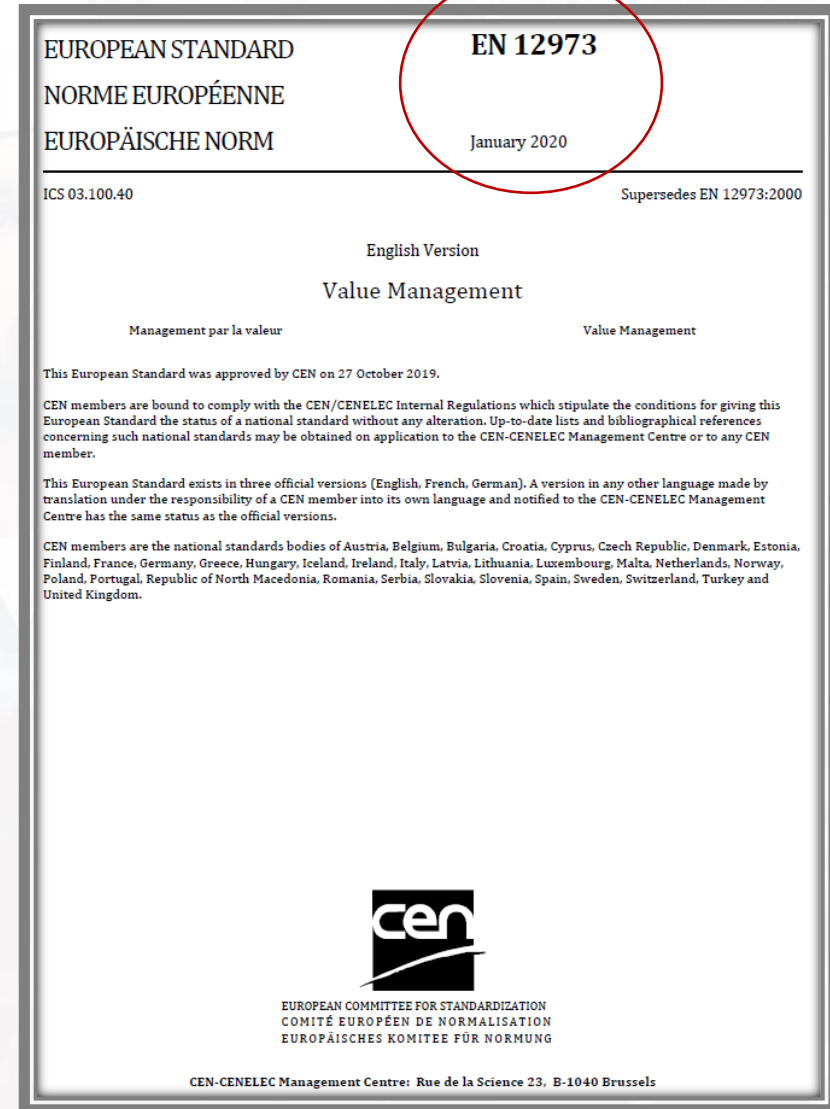 EUROPEAN STANDARD
NORME EUROPÉENNE
EUROPÄISCHE NORM
EN 12973
January 2020
ICS 03.100.40
Supersedes EN 12973:2000
English Version
Value Management
Management par la valeur
Value Management
This European Standard was approved by CEN on 27 October 2019.
CEN members are bound to comply with the CEN/CENELEC Internal Regulations which stipulate the conditions for giving this
European Standard the status of a national standard without any alteration. Up-to-date lists and bibliographical references
concerning such national standards may be obtained on application to the CEN-CENELEC Management Centre or to any CEN
member.
This European Standard exists in three official versions (English, French, German). A version in any other language made by
translation under the responsibility of a CEN member into its own language and notified to the CEN-CENELEC Management
Centre has the same status as the official versions.
CEN members are the national standards bodies of Austria, Belgium, Bulgaria, Croatia, Cyprus, Czech Republic, Denmark, Estonia,
Finland, France, Germany, Greece, Hungary, Iceland, Ireland, Italy, Latvia, Lithuania, Luxembourg, Malta, Netherlands, Norway,
Poland, Portugal, Republic of North Macedonia, Romania, Serbia, Slovakia, Slovenia, Spain, Sweden, Switzerland, Turkey and
United Kingdom.
cen
EUROPEAN COMMITTEE FOR STANDARDIZATION
COMITÉ EUROPÉEN DE NORMALISATION
EUROPÄISCHES KOMITEE FÜR NORMUNG
CEN-CENELEC Management Centre: Rue de la Science 23, B-1040 Brussels